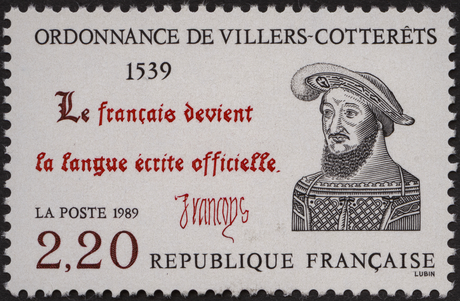 ORDONNANCE DE VILLERS-COTTERÊTS
1539
Le français devient
la langue écrite officielle.
Françoys
LA POSTE 1989
2,20 REPUBLIQUE FRANÇAISE
LUBIN